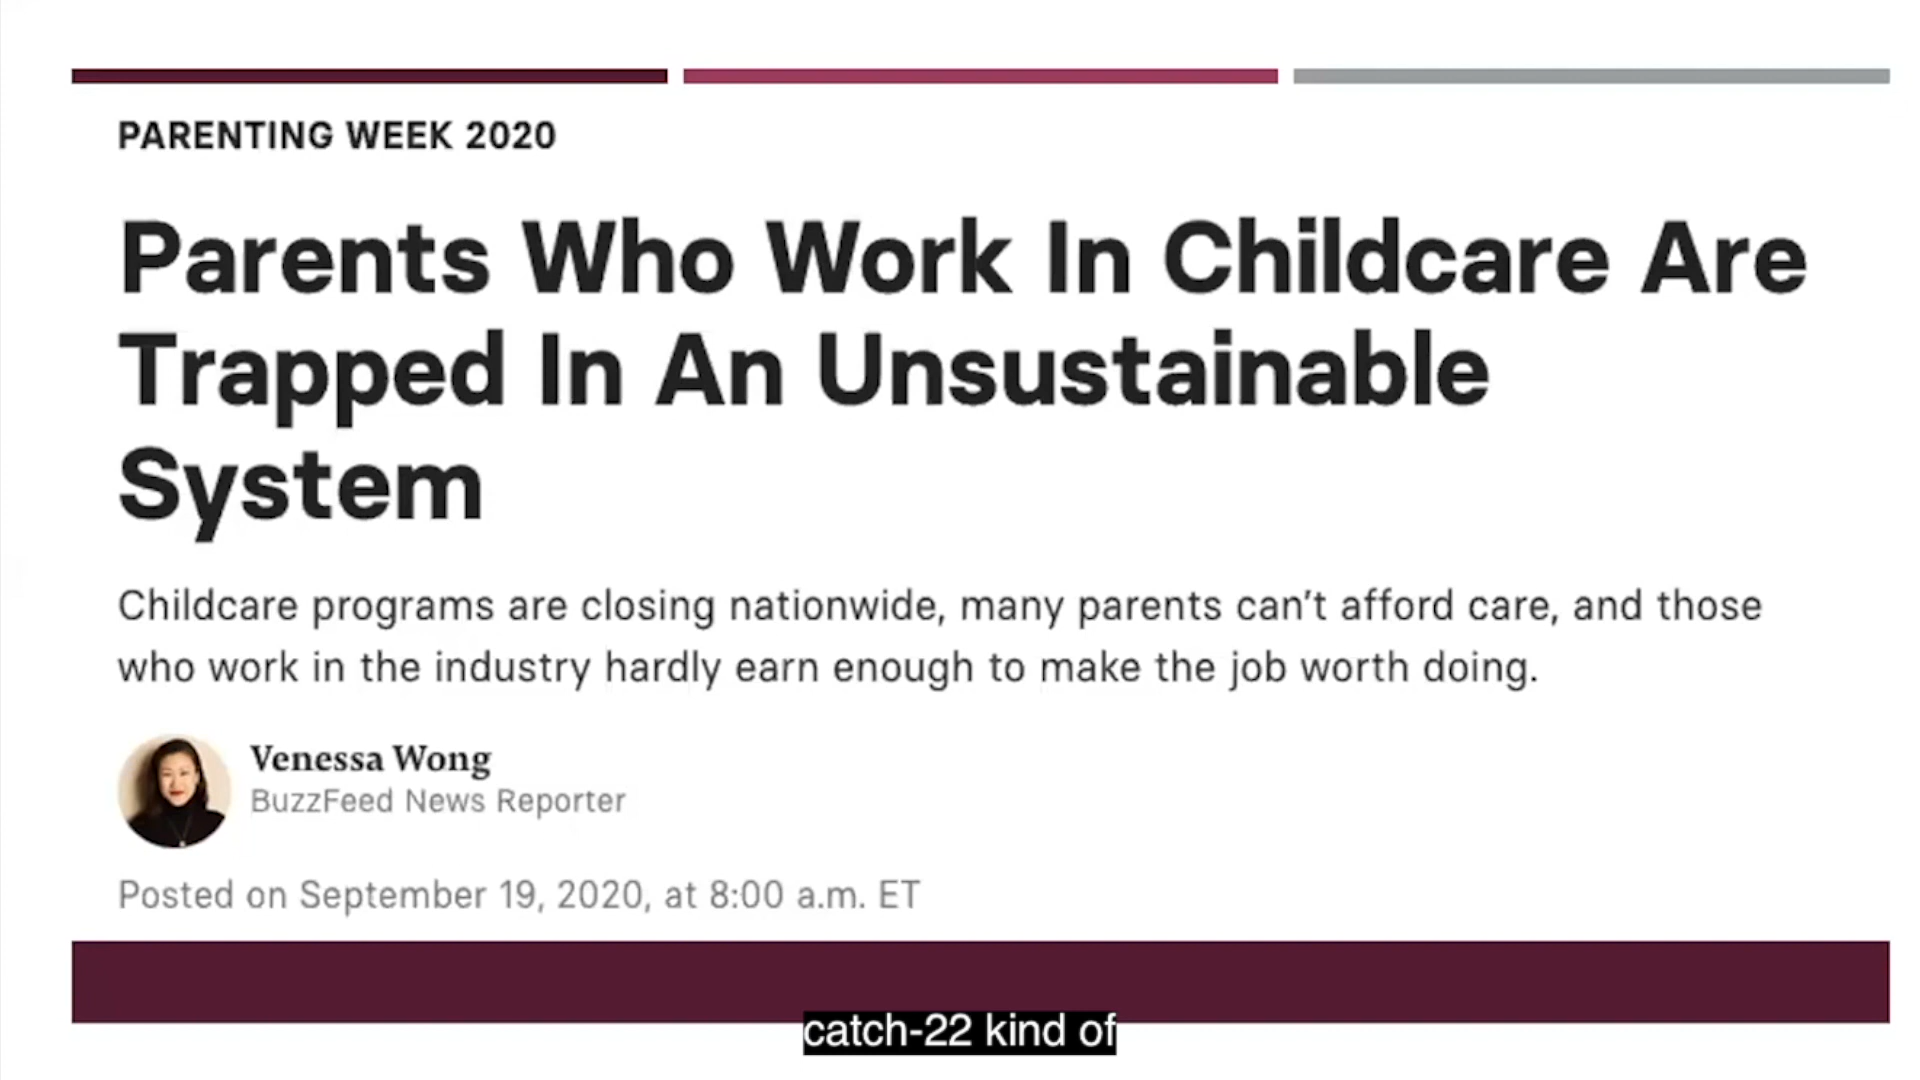 PARENTING WEEK 2020
Parents Who Work In Childcare Are
Trapped In An Unsustainable
System
Childcare programs are closing nationwide, many parents can’t afford care, and those
who work in the industry hardly earn enough to make the job worth doing.
Venessa Wong
BuzzFeed News Reporter
Posted on September 19, 2020, at 8:00 a.m. ET
catch-22 kind of